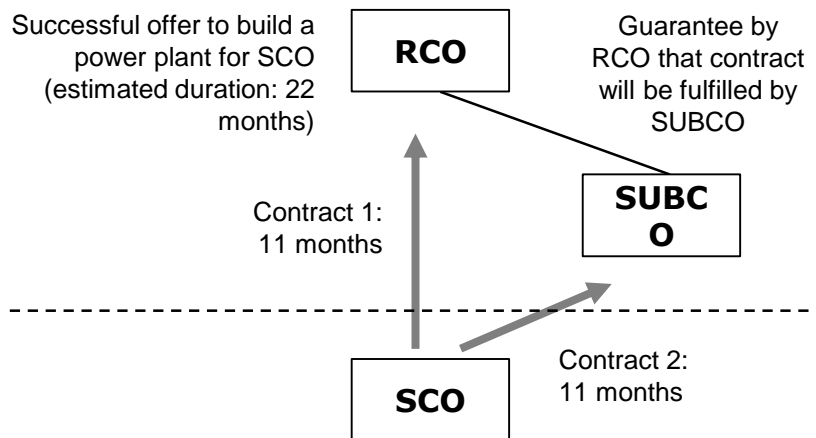 Successful offer to build a
power plant for SCO
(estimated duration: 22
months)
RCO
Guarantee by
RCO that contract
will be fulfilled by
SUBCO
SUBC
O
Contract 1:
11 months
Contract 2:
11 months
SCO